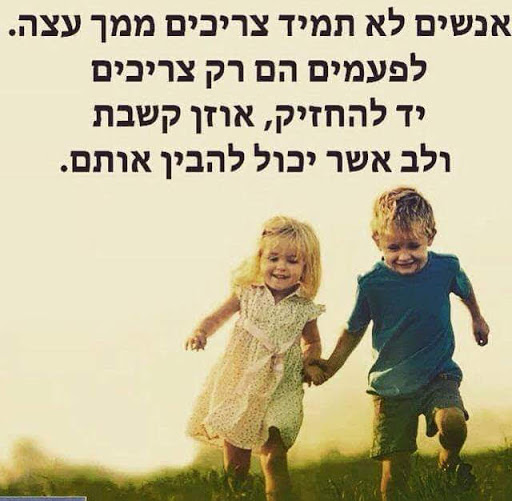 אנשים לא תמיד צריכים ממך עצה.
לפעמים הם רק צריכים
יד להחזיק, אוזן קשבת
ולב אשר יכול להבין אותם.